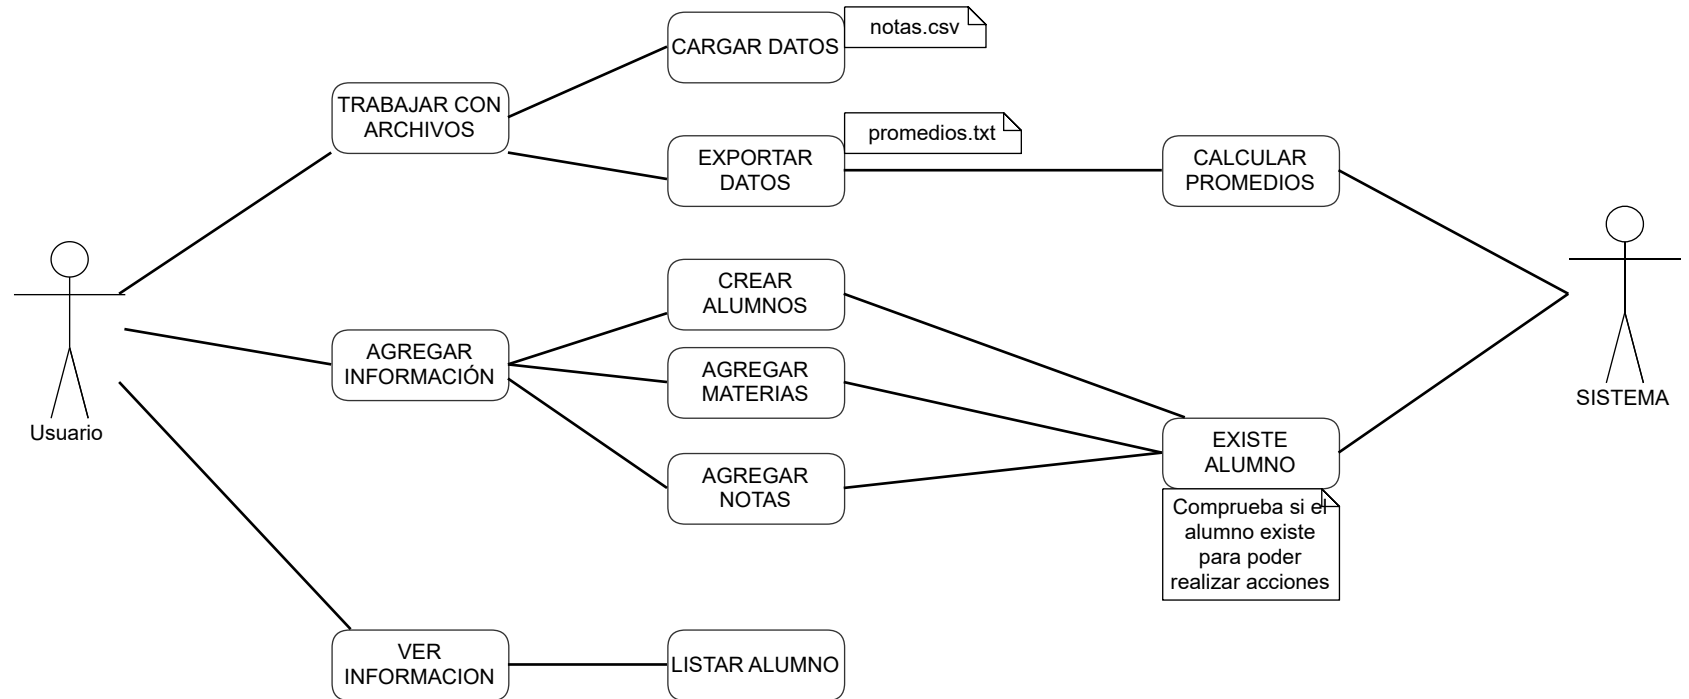 CARGAR DATOS
notas.csv
TRABAJAR CON
ARCHIVOS
EXPORTAR
DATOS
promedios.txt
CALCULAR
PROMEDIOS
CREAR
ALUMNOS
AGREGAR
INFORMACIÓN
AGREGAR
MATERIAS
AGREGAR
NOTAS
Usuario
SISTEMA
EXISTE
ALUMNO
Comprueba si el
alumno existe
para poder
realizar acciones
VER
INFORMACION
LISTAR ALUMNO